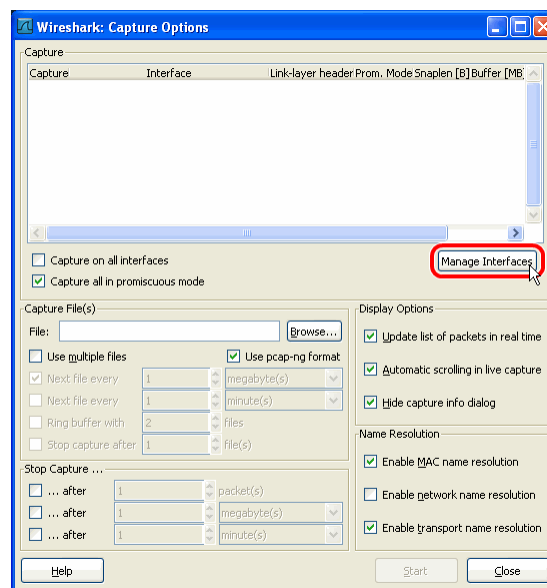 Wireshark: Capture Options
Capture
Capture Interface Link-layer header Prom. Mode Snaplen [B] Buffer [MB]
Capture on all interfaces
Manage Interfaces
Capture all in promiscuous mode
Capture File(s)
File: Browse...
Use multiple files Use pcap-ng format
Next file every 1 megabyte(s)
Next file every 1 minute(s)
Ring buffer with 2 files
Stop capture after 1 file(s)
Stop Capture ...
... after 1 packet(s)
... after 1 megabyte(s)
... after 1 minute(s)
Display Options
Update list of packets in real time
Automatic scrolling in live capture
Hide capture info dialog
Name Resolution
Enable MAC name resolution
Enable network name resolution
Enable transport name resolution
Help Start Close